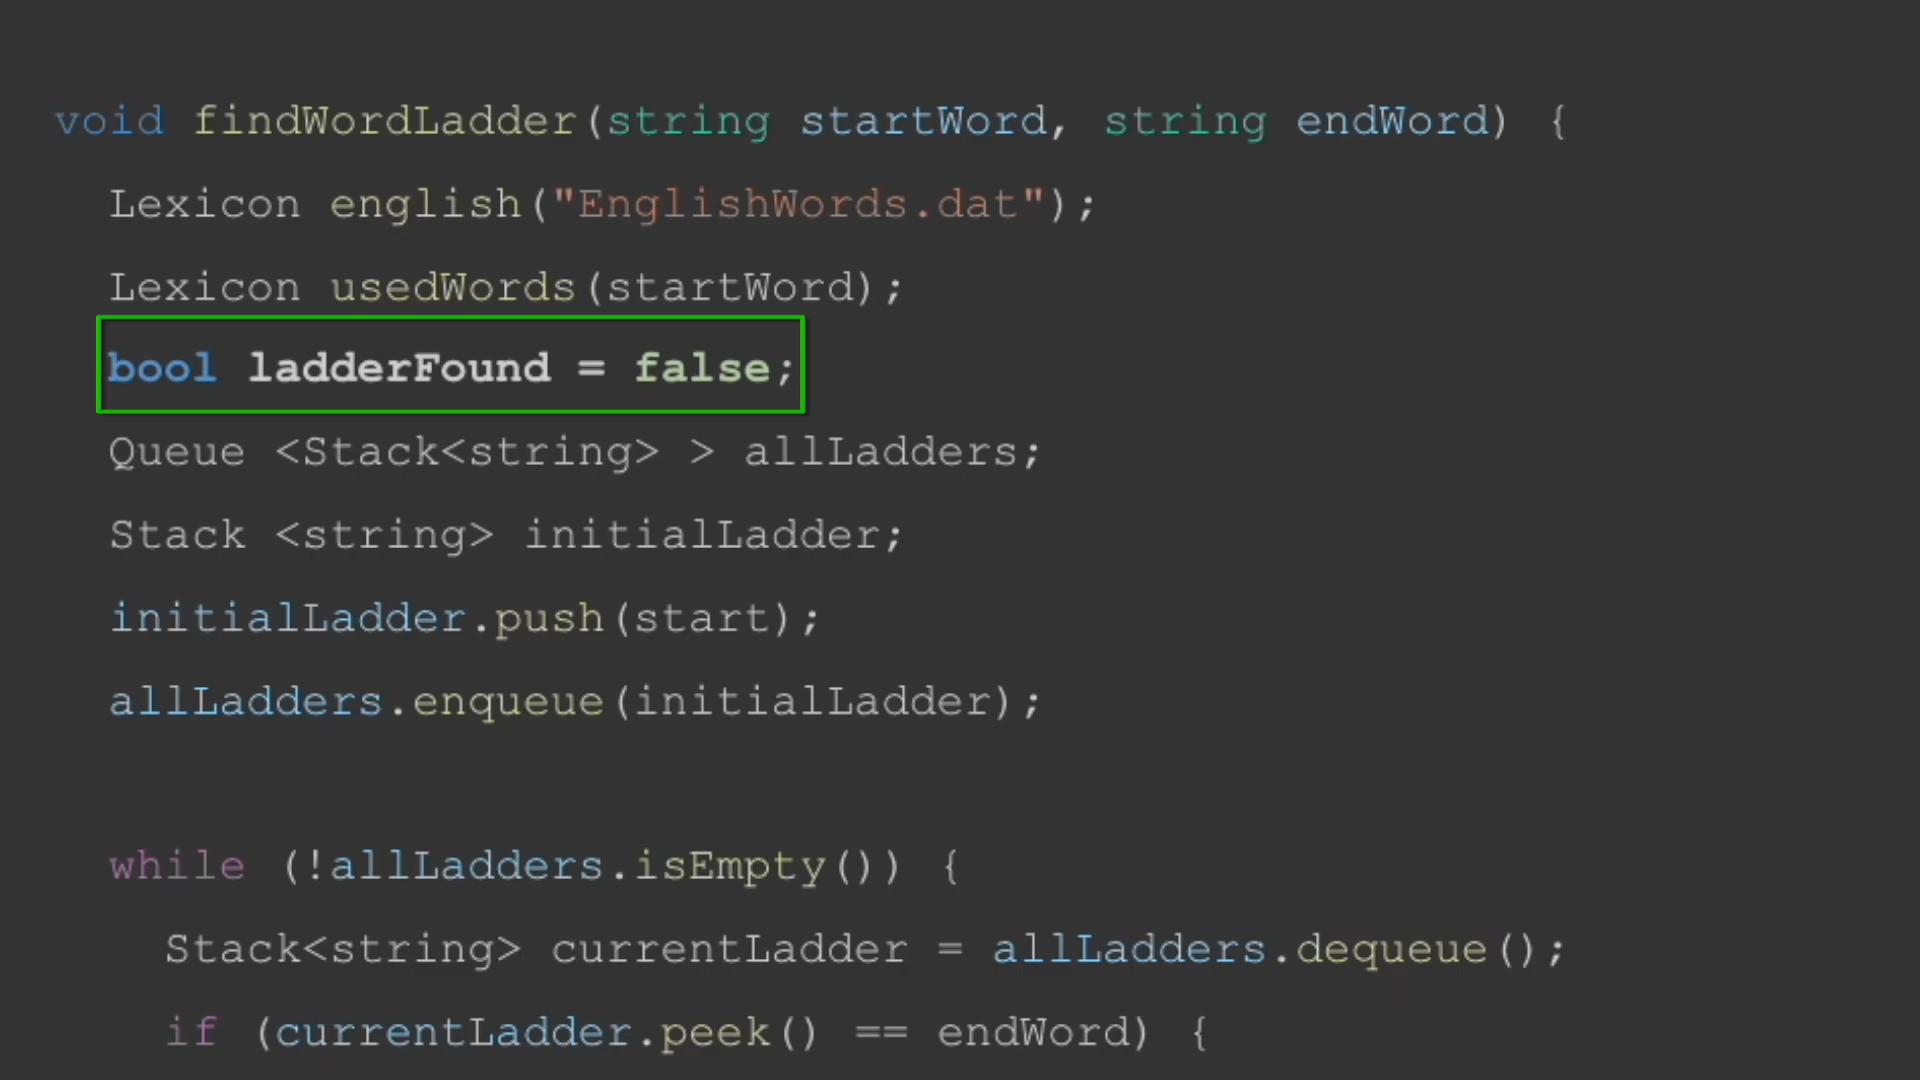 void findWordLadder(string startWord, string endWord) {
Lexicon english("EnglishWords.dat");
Lexicon usedWords(startWord);
bool ladderFound = false;
Queue <Stack<string> > allLadders;
Stack <string> initialLadder;
initialLadder.push(start);
allLadders.enqueue(initialLadder);
while (!allLadders.isEmpty()) {
Stack<string> currentLadder = allLadders.dequeue();
if (currentLadder.peek() == endWord) {